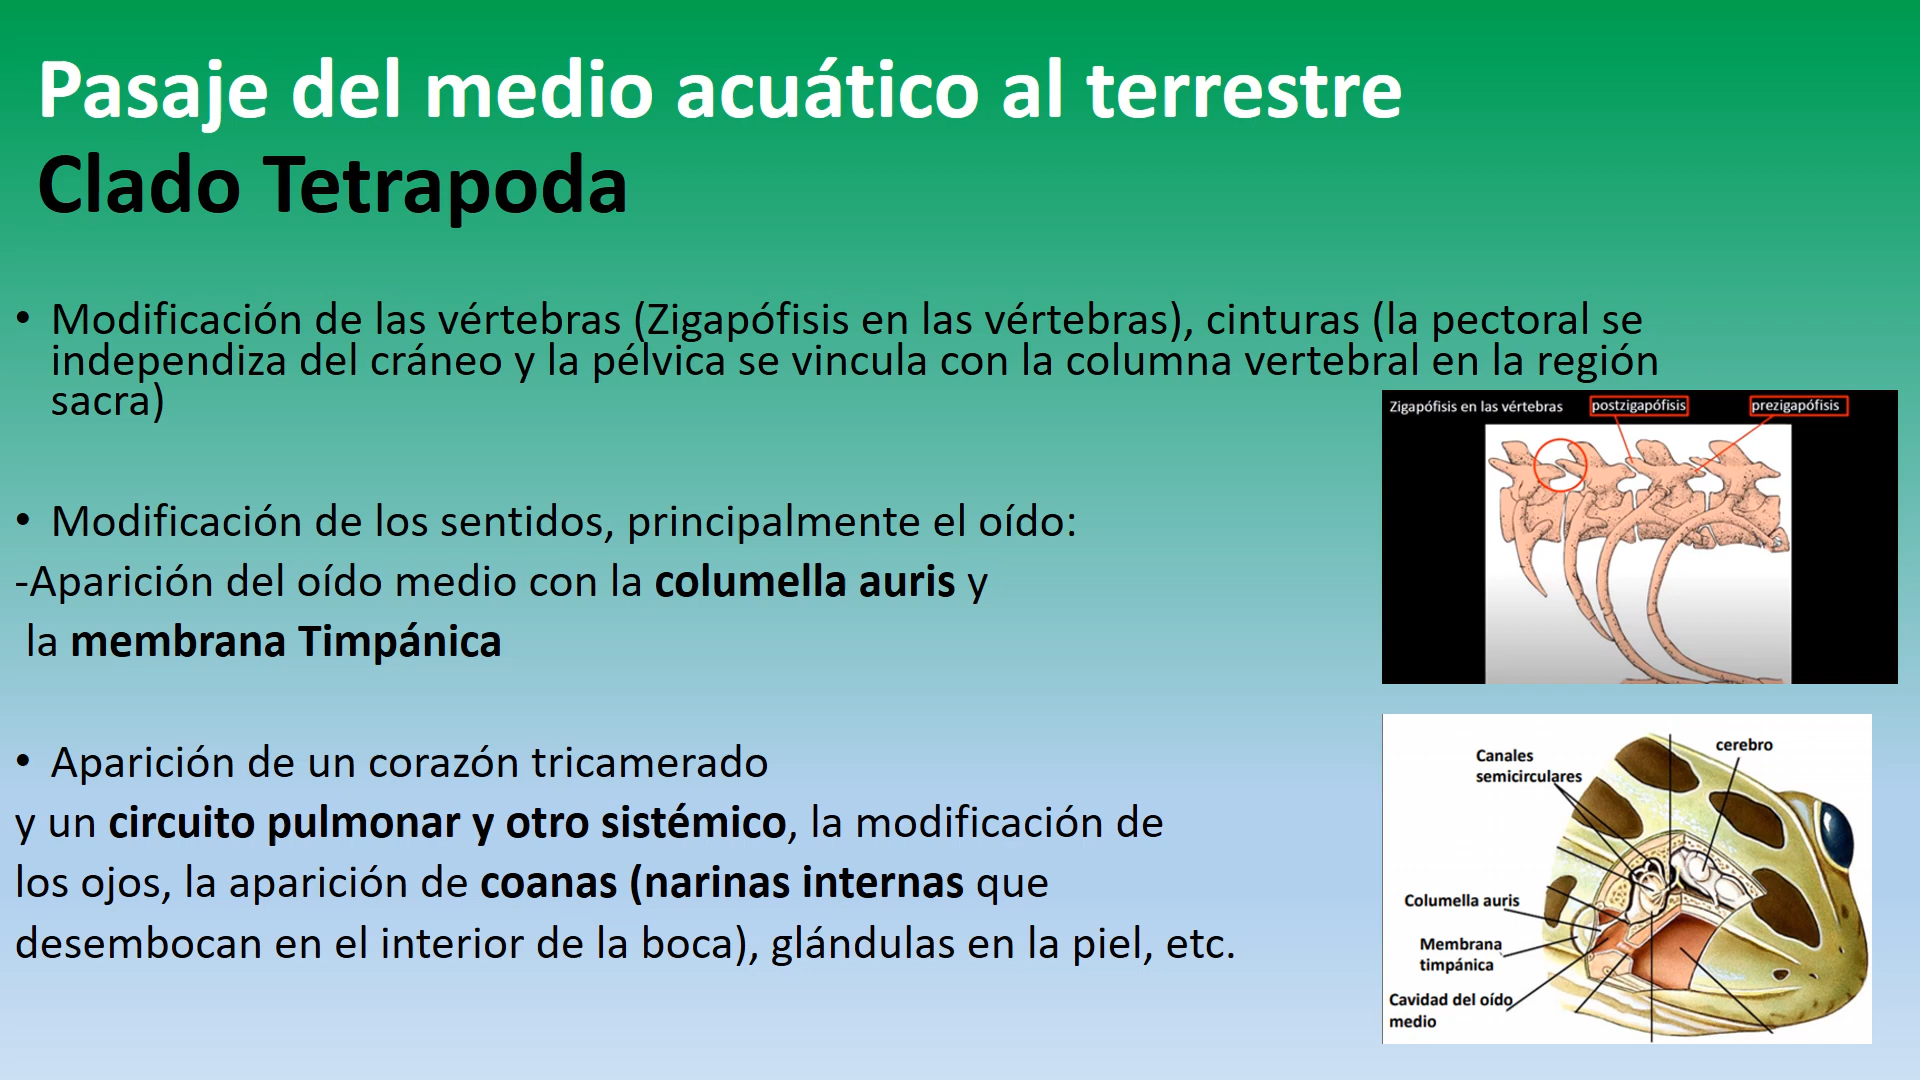 Pasaje del medio acuático al terrestre
Clado Tetrapoda
• Modificación de las vértebras (Zigapófisis en las vértebras), cinturas (la pectoral se
independiza del cráneo y la pélvica se vincula con la columna vertebral en la región
sacra)
Zigapófisis en las vértebras
postzigapófisis
prezigapófisis
• Modificación de los sentidos, principalmente el oído:
-Aparición del oído medio con la columella auris y
la membrana Timpánica
• Aparición de un corazón tricamerado
y un circuito pulmonar y otro sistémico, la modificación de
los ojos, la aparición de coanas (narinas internas que
desembocan en el interior de la boca), glándulas en la piel, etc.
Canales
semicirculares
cerebro
Columella auris
Membrana
timpánica
Cavidad del oído
medio